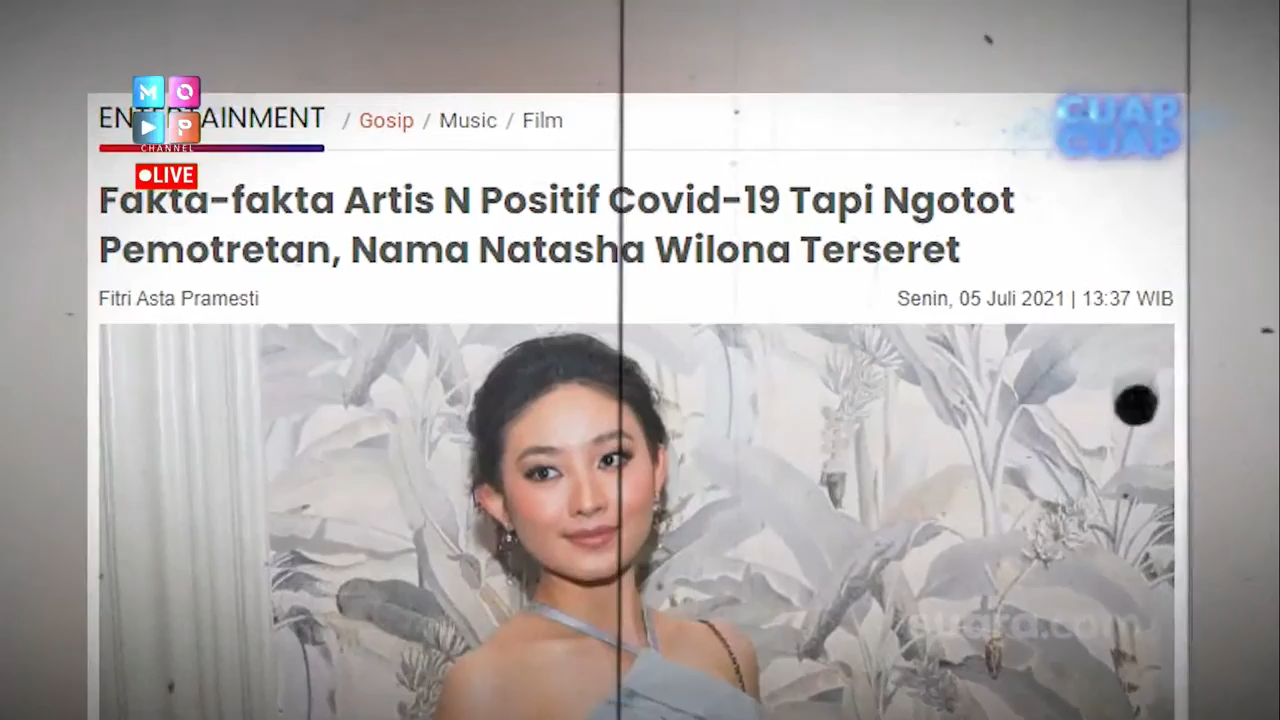 MOP
CHANNEL
LIVE
CUAP
CUAP
ENTERTAINMENT / Gosip / Music / Film
Fakta-fakta Artis N Positif Covid-19 Tapi Ngotot
Pemotretan, Nama Natasha Wilona Terseret
Fitri Asta Pramesti
Senin, 05 Juli 2021 | 13:37 WIB
suara.com